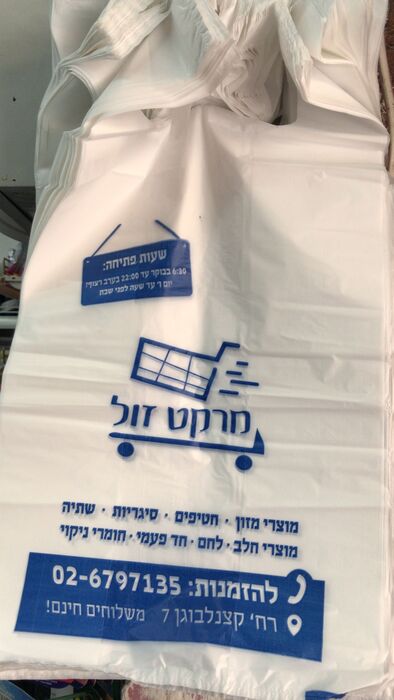 שעות פתיחה:
6:30 בבוקר עד 22:00 בערב רצוף!
יום ו' עד שעה לפני שבת
מרקט זול
מוצרי מזון · חטיפים · סיגריות · שתיה
מוצרי חלב · לחם · חד פעמי · חומרי ניקוי
להזמנות: 02-6797135
רח' קצנלבוגן 7 משלוחים חינם!